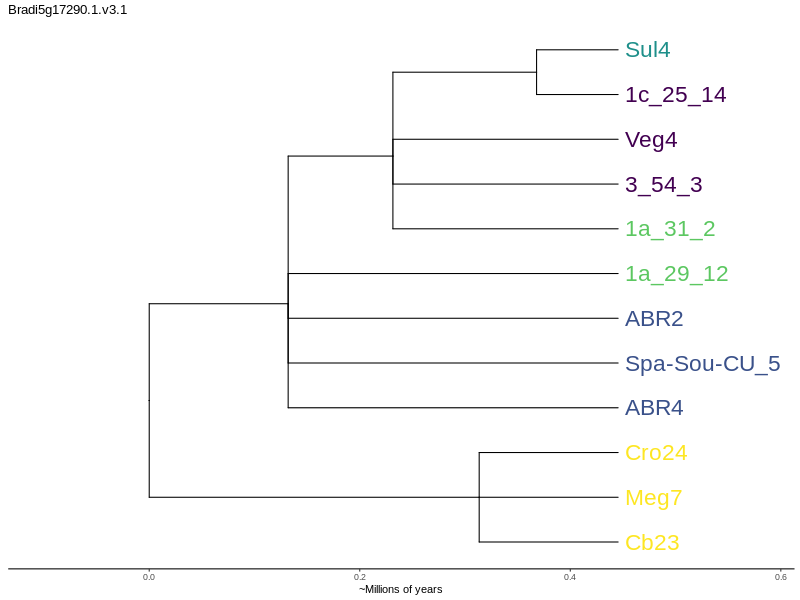 Bradi5g17290.1.v3.1
Sul4
1c_25_14
Veg4
3_54_3
1a_31_2
1a_29_12
ABR2
Spa-Sou-CU_5
ABR4
Cro24
Meg7
Cb23
0.0 0.2 0.4 0.6
~Millions of years